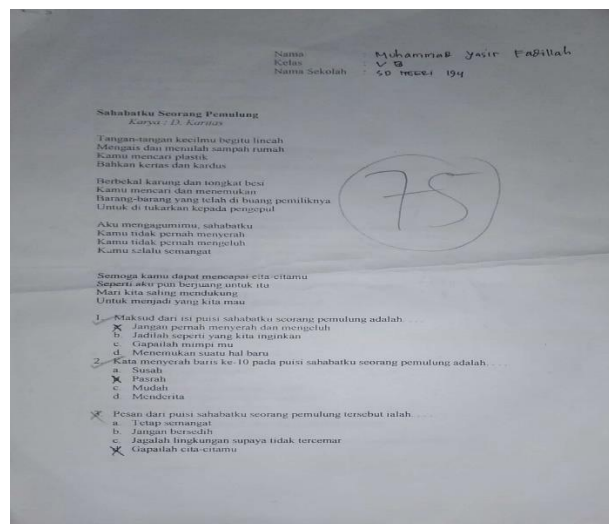 Nama : Muhammad Yasir Fadillah
Kelas : V B
Nama Sekolah : SD NEGERI 194
Sahabatku Seorang Pemulung
Karya : D. Karitas
Tangan-tangan kecilmu begitu lincah
Mengais dan memilah sampah rumah
Kamu mencari plastik
Bahkan kertas dan kardus
Berbekal karung dan tongkat besi
Kamu mencari dan menemukan
Barang-barang yang telah di buang pemiliknya
Untuk di tukarkan kepada pengepul
75
Aku mengagumimu, sahabatku
Kamu tidak pernah menyerah
Kamu tidak pernah mengeluh
Kamu selalu semangat
Semoga kamu dapat mencapai cita-citamu
Seperti aku pun berjuang untuk itu
Mari kita saling mendukung
Untuk menjadi yang kita mau
1. Maksud dari isi puisi sahabatku seorang pemulung adalah. . . .
a. Jangan pernah menyerah dan mengeluh
b. Jadilah seperti yang kita inginkan
c. Gapailah mimpi mu
d. Menemukan suatu hal baru
2. Kata menyerah baris ke-10 pada puisi sahabatku seorang pemulung adalah. . . .
a. Susah
b. Pasrah
c. Mudah
d. Menderita
3. Pesan dari puisi sahabatku seorang pemulung tersebut ialah. . . .
a. Tetap semangat
b. Jangan bersedih
c. Jagalah lingkungan supaya tidak tercemar
d. Gapailah cita-citamu